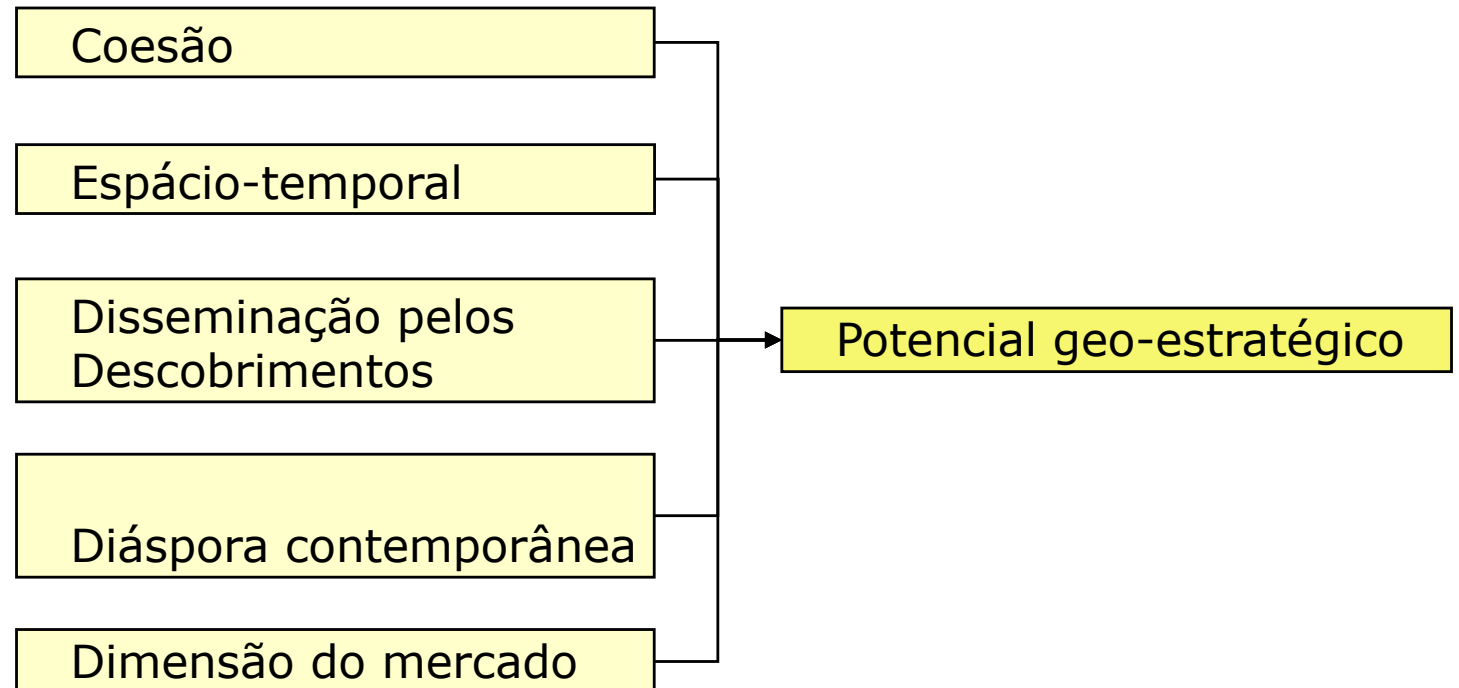 Coesão
Espácio-temporal
Disseminação pelos
Descobrimentos
Diáspora contemporânea
Dimensão do mercado
Potencial geo-estratégico